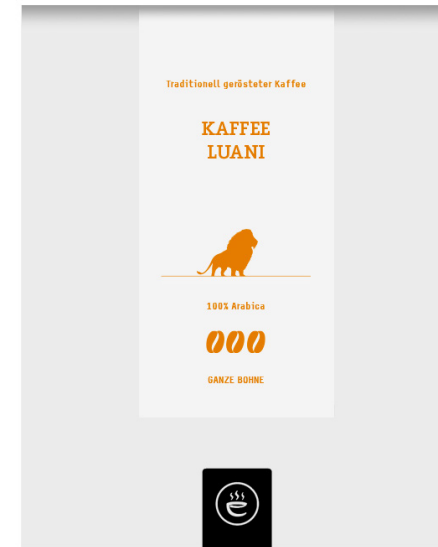 Traditionell gerösteter Kaffee
KAFFEE
LUANI
100% Arabica
GANZE BOHNE